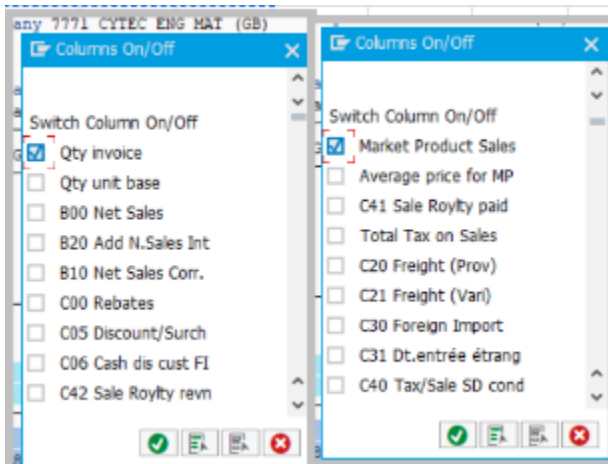 any 7771 CYTEC ENG MAT (GB)
Columns On/Off
Switch Column On/Off
Qty invoice
Qty unit base
B00 Net Sales
B20 Add N.Sales Int
B10 Net Sales Corr.
C00 Rebates
C05 Discount/Surch
C06 Cash dis cust FI
C42 Sale Roylty revn
Columns On/Off
Switch Column On/Off
Market Product Sales
Average price for MP
C41 Sale Roylty paid
Total Tax on Sales
C20 Freight (Prov)
C21 Freight (Vari)
C30 Foreign Import
C31 Dt.entrée étrang
C40 Tax/Sale SD cond